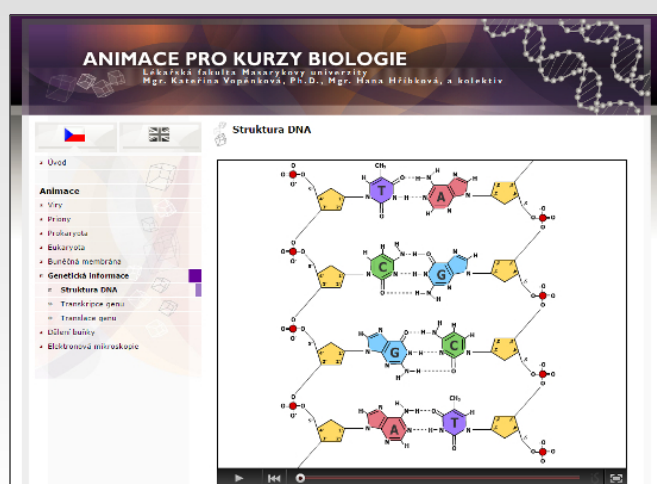 ANIMACE PRO KURZY BIOLOGIE
Lékařská fakulta Masarykovy univerzity
Mgr. Kateřina Vopěnková, Ph.D., Mgr. Hana Hříbková, a kolektiv
Struktura DNA
Úvod
Animace
Viry
Priony
Prokaryota
Eukaryota
Buněčná membrána
Genetická informace
Struktura DNA
Transkripce genu
Translace genu
Dělení buňky
Elektronová mikroskopie
T A
C G
G C
A T